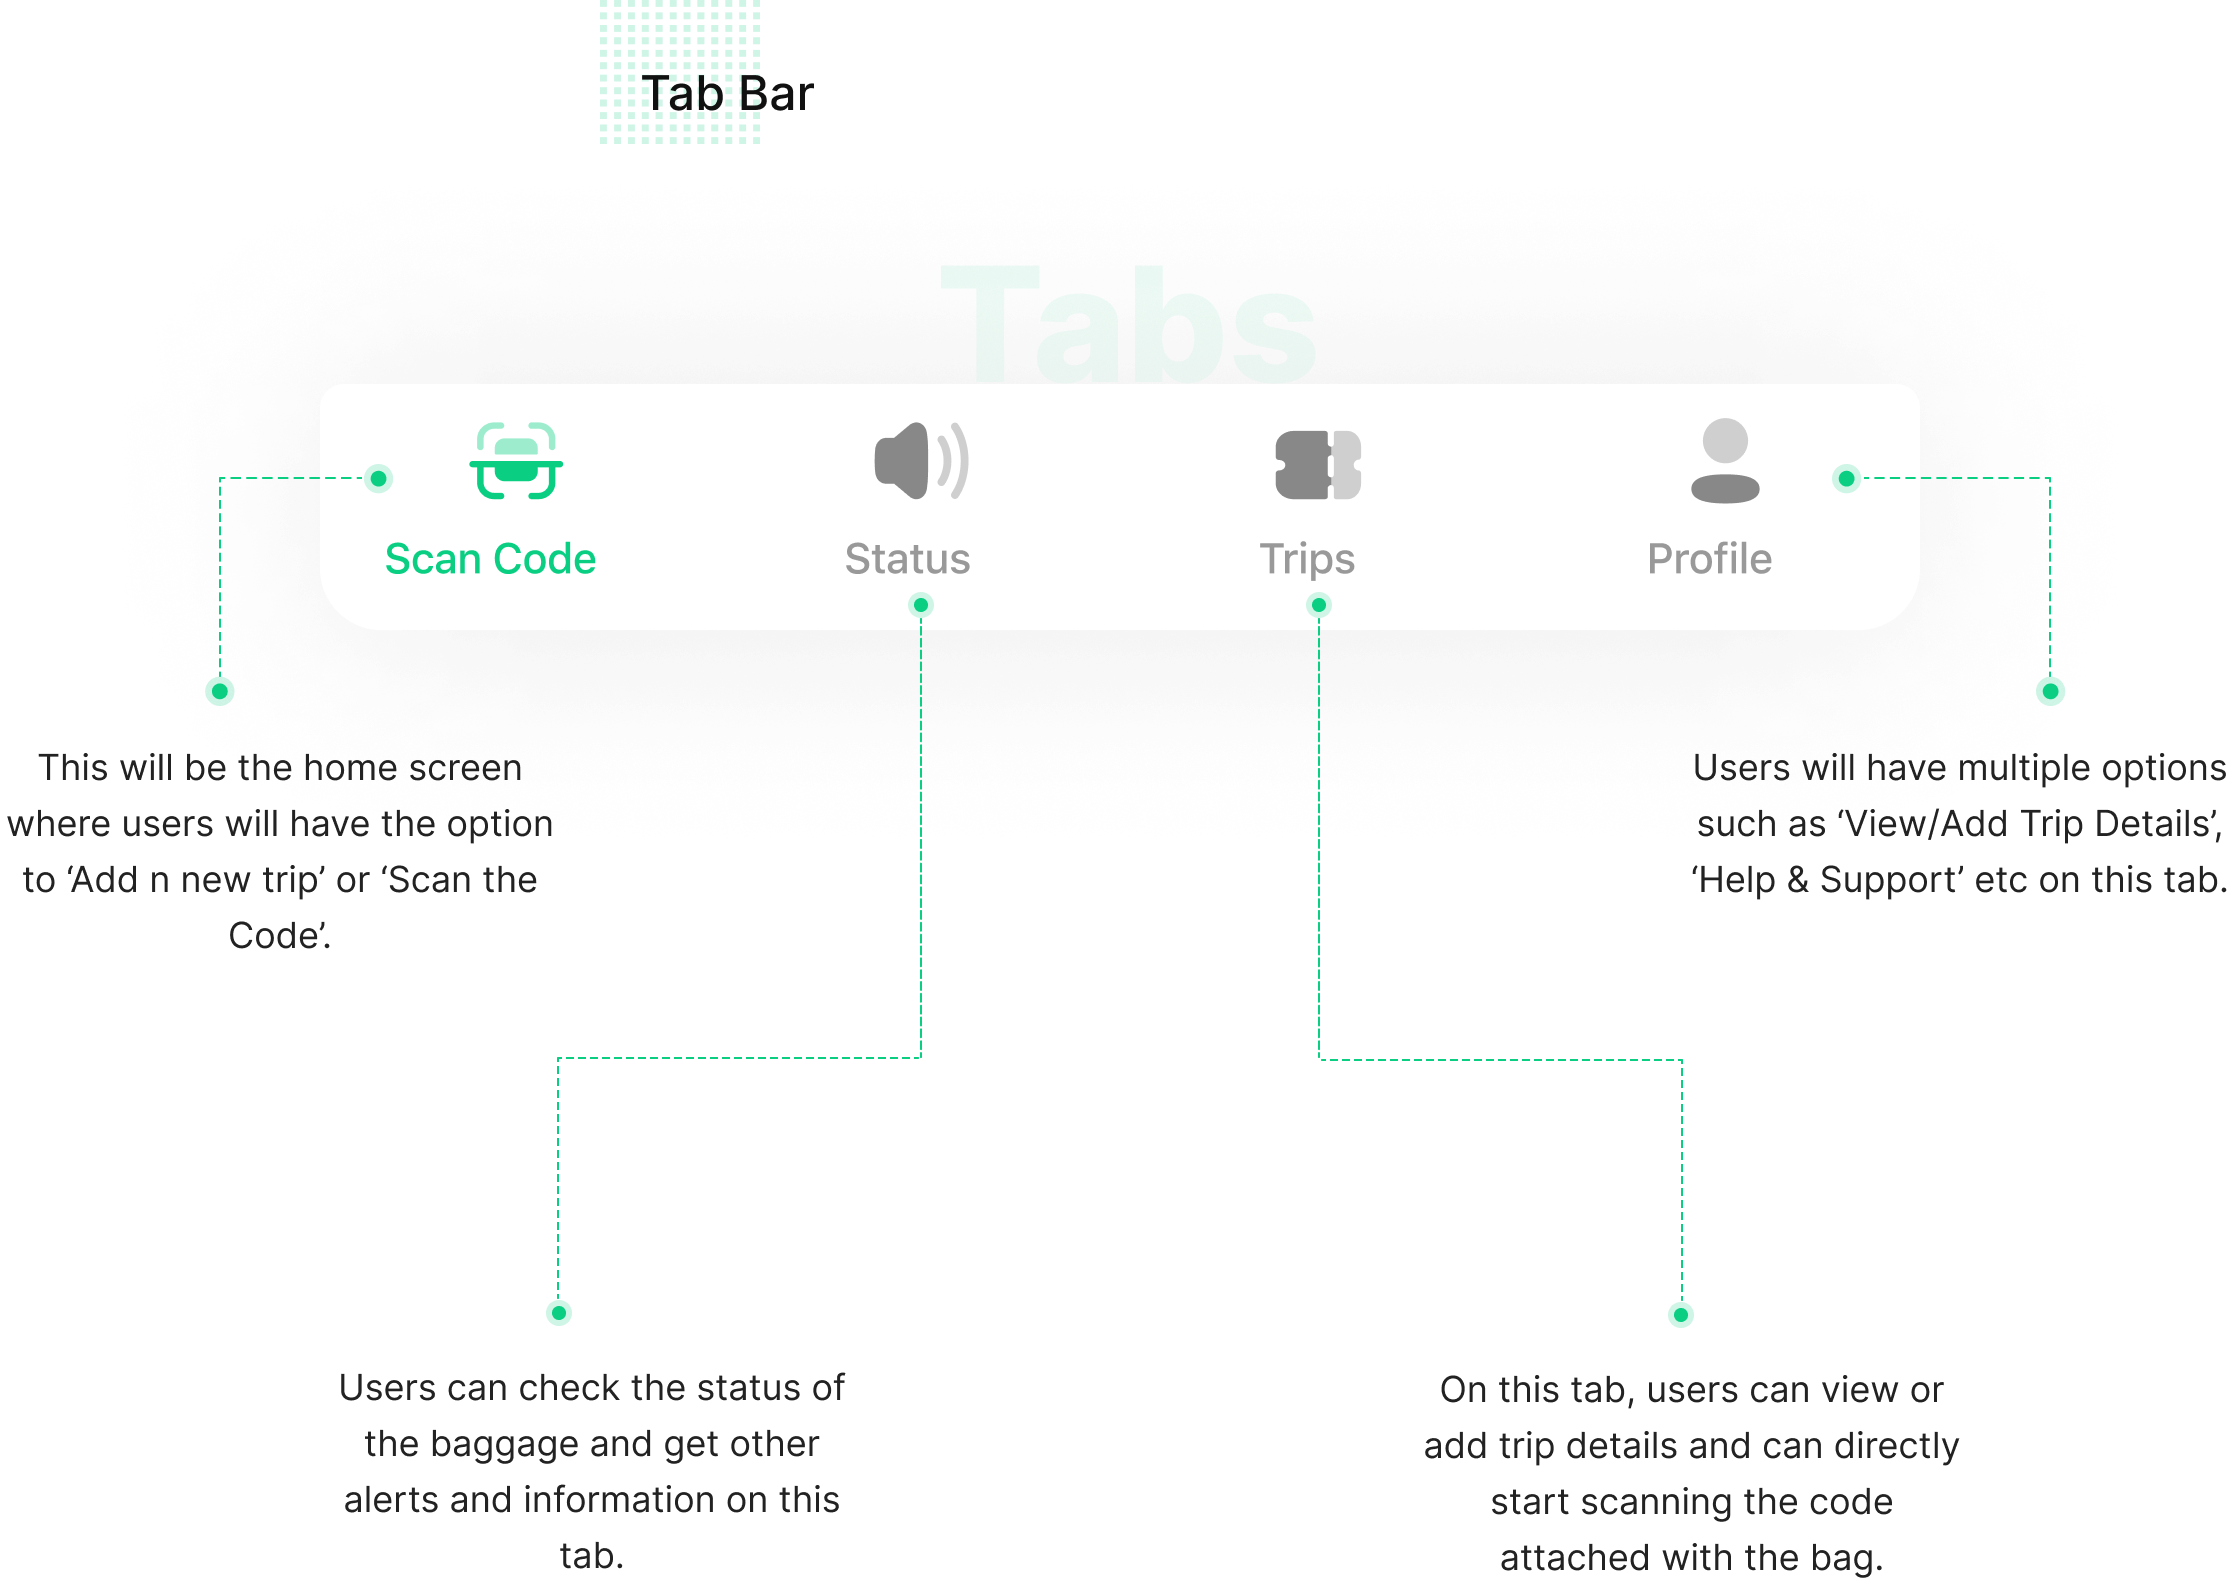 Tab Bar
Tabs
Scan Code
Status
Trips
Profile
This will be the home screen
where users will have the option
to ‘Add n new trip’ or ‘Scan the
Code’.
Users will have multiple options
such as ‘View/Add Trip Details’,
‘Help & Support’ etc on this tab.
Users can check the status of
the baggage and get other
alerts and information on this
tab.
On this tab, users can view or
add trip details and can directly
start scanning the code
attached with the bag.